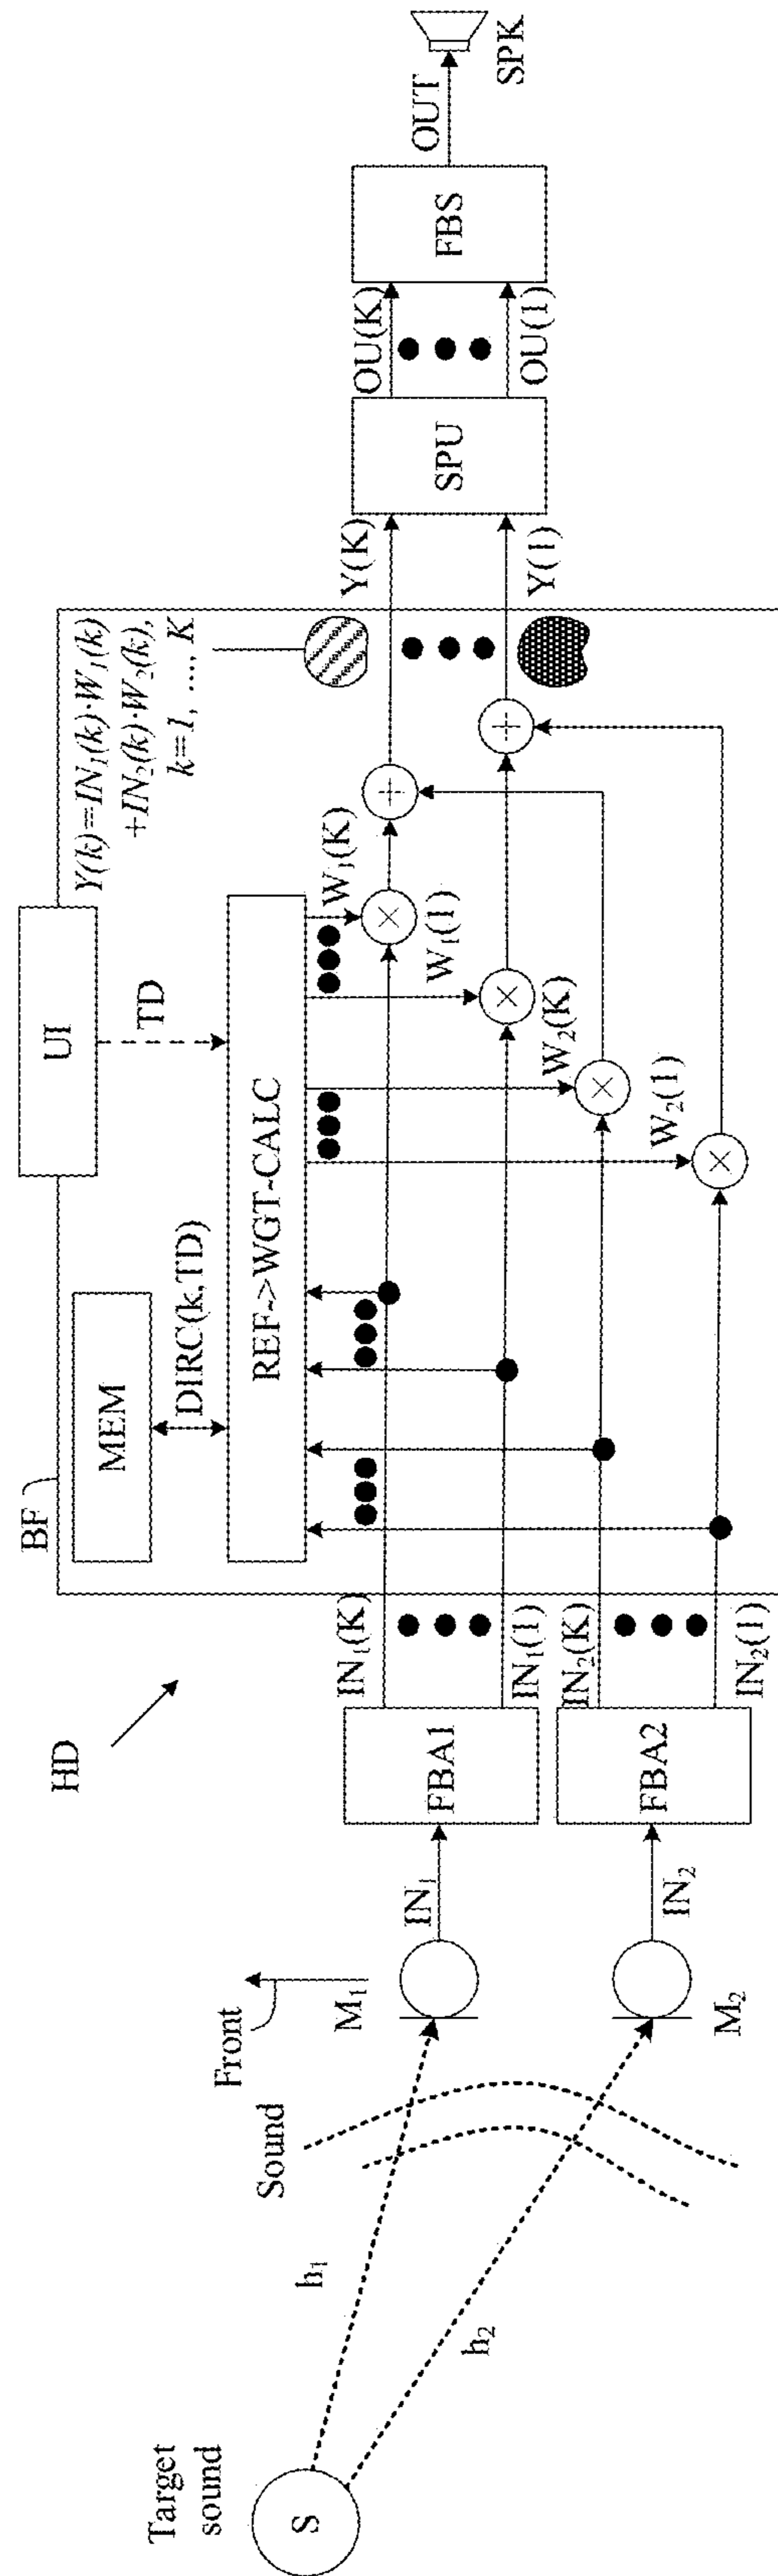 Target
sound
S
h₁
h₂
Sound
Front
M₁
M₂
IN₁
IN₂
HD
FBA1
FBA2
IN₁(K)
IN₁(1)
IN₂(K)
IN₂(1)
BF
MEM
DIRC(k,TD)
UI
TD
REF->WGT-CALC
W₁(K)
W₁(1)
W₂(K)
W₂(1)
×
×
×
×
+
+
Y(k)=IN₁(k)·W₁(k)
+IN₂(k)·W₂(k),
k=1, ..., K
Y(K)
Y(1)
SPU
OU(K)
OU(1)
FBS
OUT
SPK